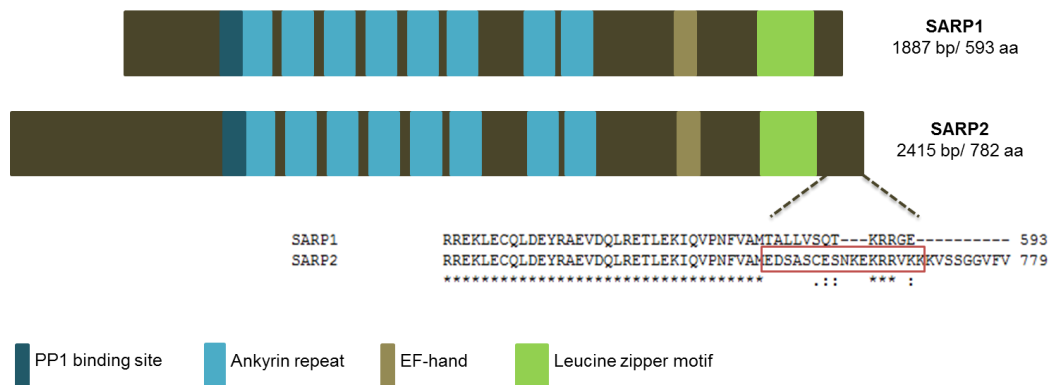 SARP1
1887 bp/ 593 aa
SARP2
2415 bp/ 782 aa
SARP1 RREKLECQLDEYRAEVDQLRETLEKIQVPNFVAMTALLVSQT---KRRGE---------- 593
SARP2 RREKLECQLDEYRAEVDQLRETLEKIQVPNFVAMEDSASCESNKEKRRVKKKVSSGGVFV 779
********************************** .:: *** :
PP1 binding site
Ankyrin repeat
EF-hand
Leucine zipper motif